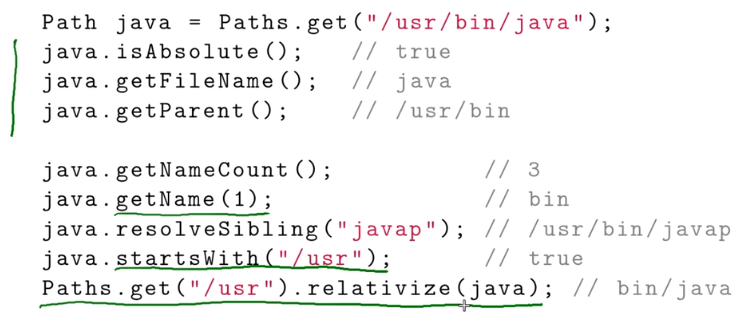 Path java = Paths.get("/usr/bin/java");
java.isAbsolute(); // true
java.getFileName(); // java
java.getParent(); // /usr/bin
java.getNameCount(); // 3
java.getName(1); // bin
java.resolveSibling("javap"); // /usr/bin/javap
java.startsWith("/usr"); // true
Paths.get("/usr").relativize(java); // bin/java